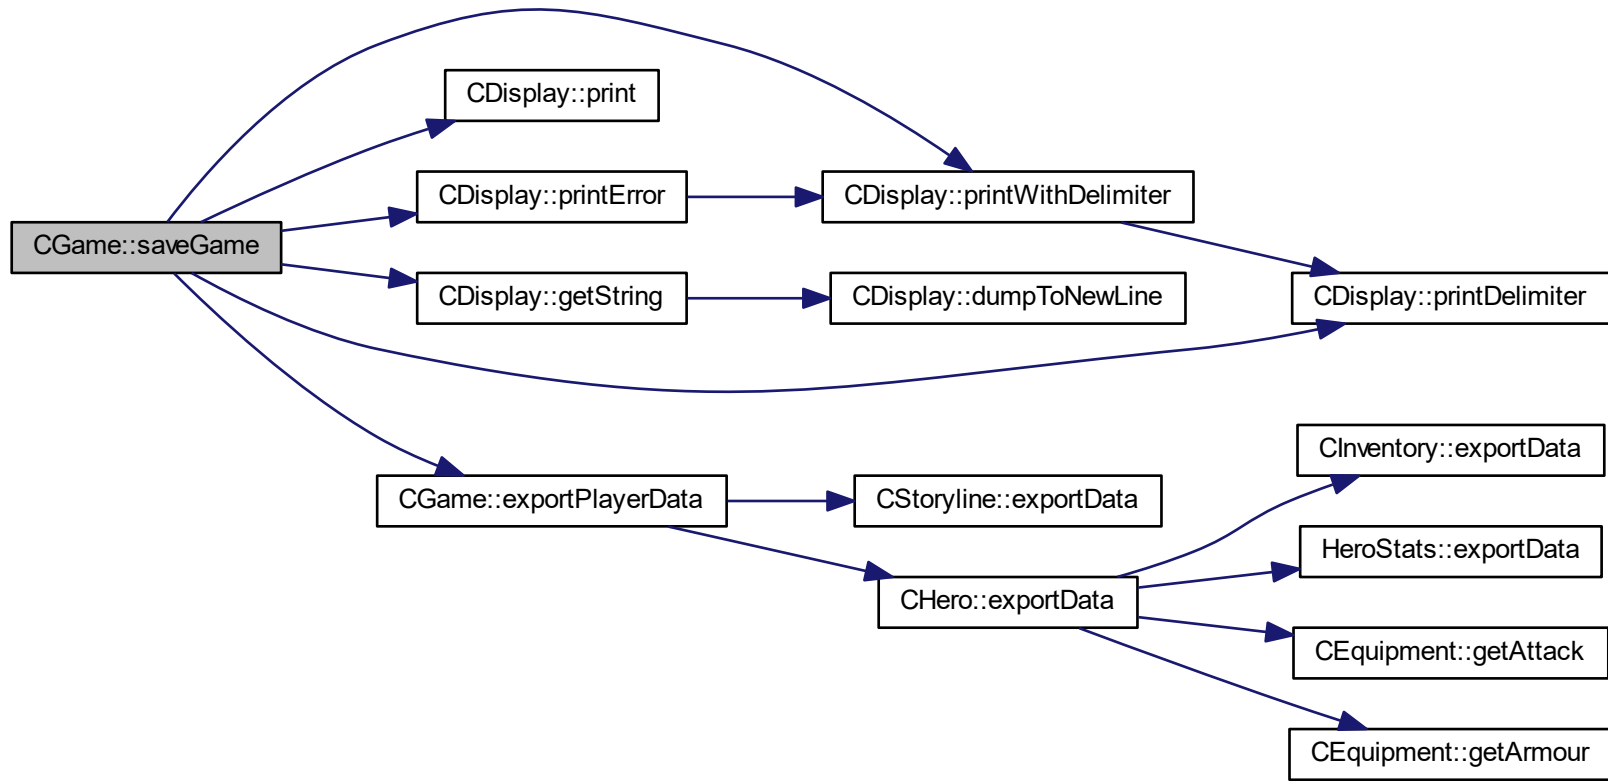 CDisplay::print
CDisplay::printError
CDisplay::printWithDelimiter
CGame::saveGame
CDisplay::getString
CDisplay::dumpToNewLine
CDisplay::printDelimiter
CInventory::exportData
CGame::exportPlayerData
CStoryline::exportData
HeroStats::exportData
CHero::exportData
CEquipment::getAttack
CEquipment::getArmour